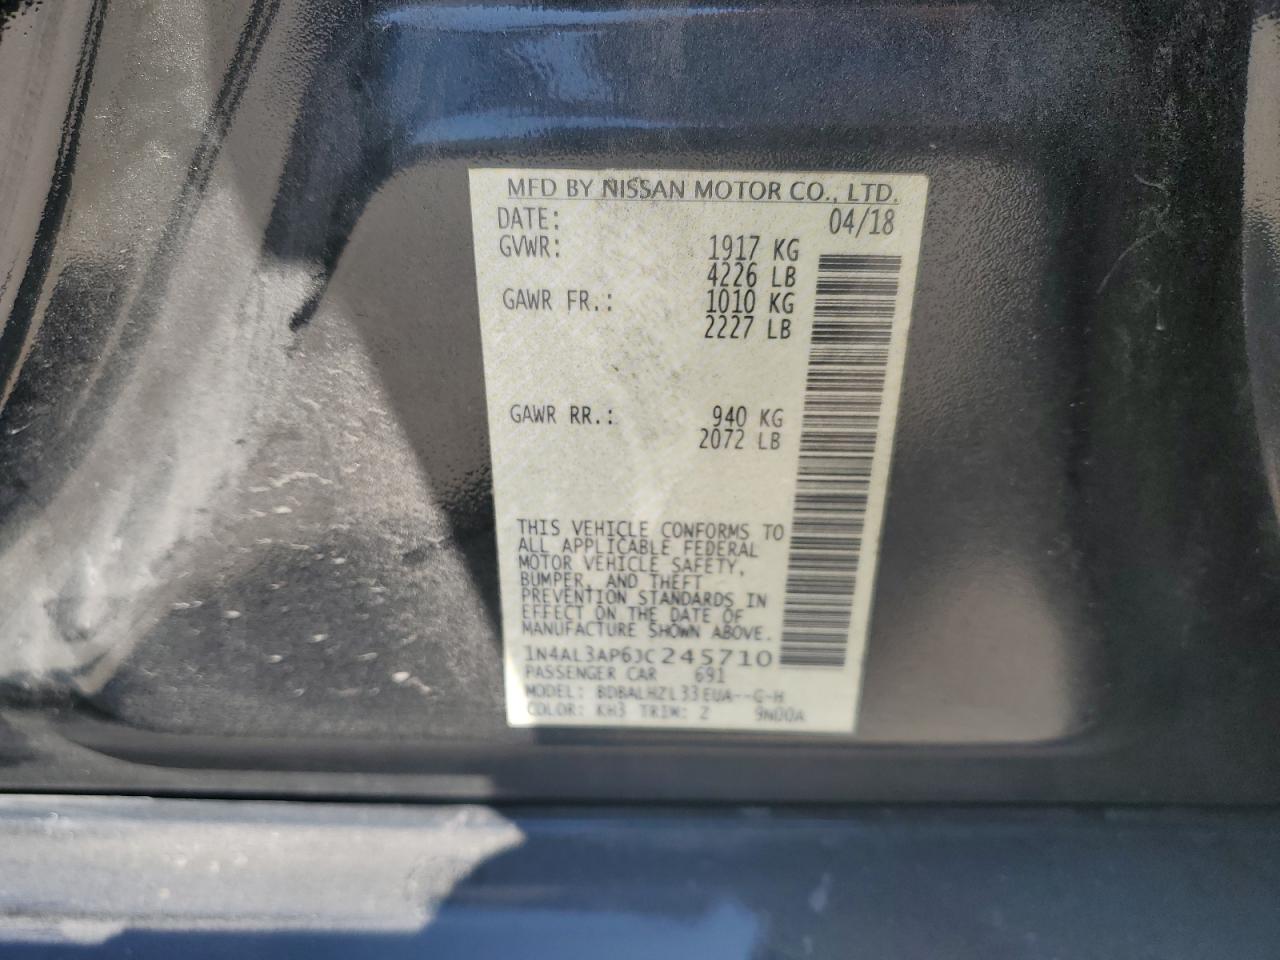 MFD BY NISSAN MOTOR CO., LTD.
DATE: 04/18
GVWR: 1917 KG
4226 LB
GAWR FR.: 1010 KG
2227 LB
GAWR RR.: 940 KG
2072 LB
THIS VEHICLE CONFORMS TO
ALL APPLICABLE FEDERAL
MOTOR VEHICLE SAFETY,
BUMPER, AND THEFT
PREVENTION STANDARDS IN
EFFECT ON THE DATE OF
MANUFACTURE SHOWN ABOVE.
1N4AL3AP6JC245710
PASSENGER CAR 691
MODEL: BDBALHZL33EUA--G-H
COLOR: KH3 TRIM: Z 9N00A